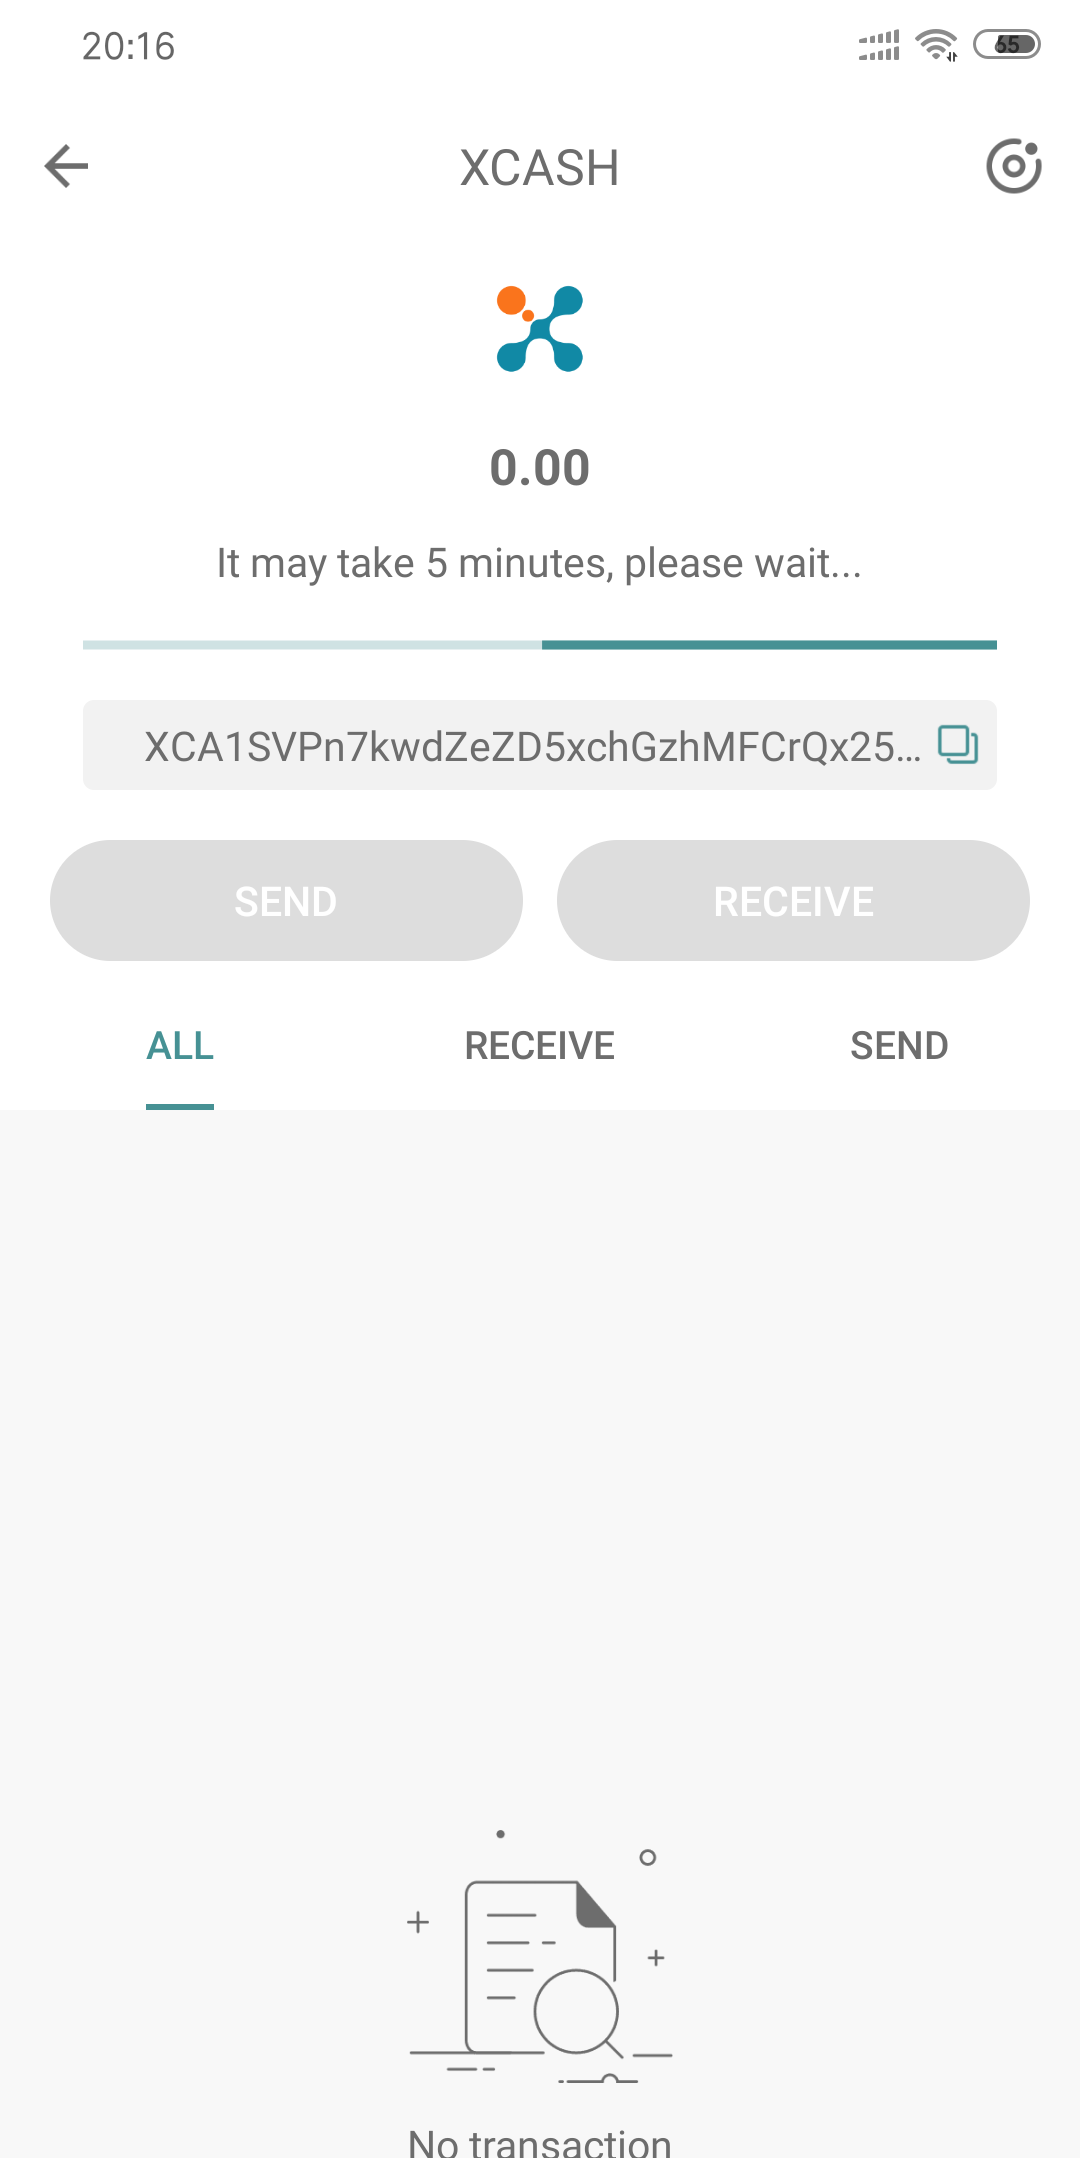 20:16
65
XCASH
0.00
It may take 5 minutes, please wait...
XCA1SVPn7kwdZeZD5xchGzhMFCrQx25...
SEND
RECEIVE
ALL
RECEIVE
SEND
No transaction